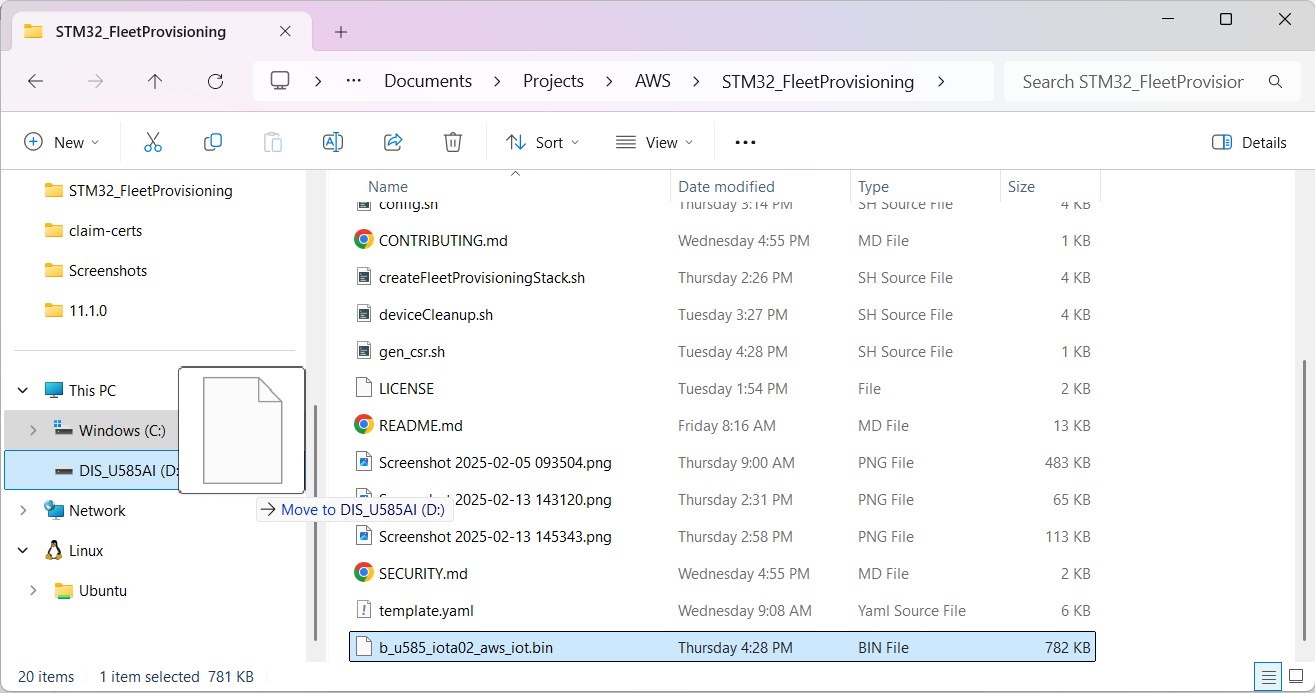 STM32_FleetProvisioning
Documents > Projects > AWS > STM32_FleetProvisioning >
Search STM32_FleetProvisior
New Sort View ... Details
STM32_FleetProvisioning
claim-certs
Screenshots
11.1.0
This PC
Windows (C:)
DIS_U585AI (D:
Network
Linux
Ubuntu
Move to DIS_U585AI (D:)
Name Date modified Type Size
config.sh Thursday 3:14 PM SH Source File 4 KB
CONTRIBUTING.md Wednesday 4:55 PM MD File 1 KB
createFleetProvisioningStack.sh Thursday 2:26 PM SH Source File 4 KB
deviceCleanup.sh Tuesday 3:27 PM SH Source File 4 KB
gen_csr.sh Tuesday 4:28 PM SH Source File 1 KB
LICENSE Tuesday 1:54 PM File 2 KB
README.md Friday 8:16 AM MD File 13 KB
Screenshot 2025-02-05 093504.png Thursday 9:00 AM PNG File 483 KB
Screenshot 2025-02-13 143120.png Thursday 2:31 PM PNG File 65 KB
Screenshot 2025-02-13 145343.png Thursday 2:58 PM PNG File 113 KB
SECURITY.md Wednesday 4:55 PM MD File 2 KB
template.yaml Wednesday 9:08 AM Yaml Source File 6 KB
b_u585_iota02_aws_iot.bin Thursday 4:28 PM BIN File 782 KB
20 items 1 item selected 781 KB